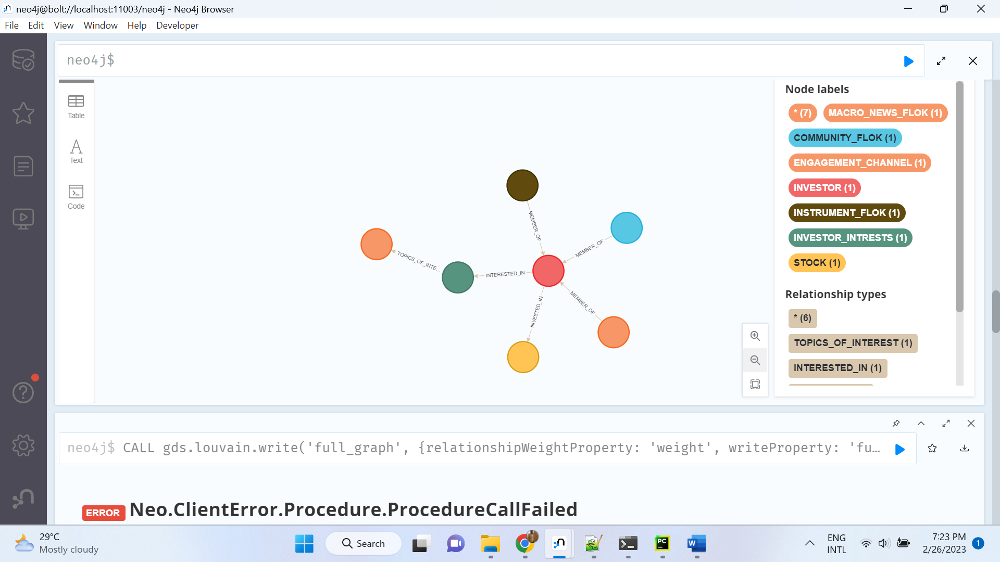 neo4j@bolt://localhost:11003/neo4j - Neo4j Browser
File Edit View Window Help Developer
neo4j$
Table
Text
Code
MEMBER_OF
MEMBER_OF
TOPICS_OF_INTE...
INTERESTED_IN
MEMBER_OF
INVESTED_IN
Node labels
* (7) MACRO_NEWS_FLOK (1)
COMMUNITY_FLOK (1)
ENGAGEMENT_CHANNEL (1)
INVESTOR (1)
INSTRUMENT_FLOK (1)
INVESTOR_INTRESTS (1)
STOCK (1)
Relationship types
* (6)
TOPICS_OF_INTEREST (1)
INTERESTED_IN (1)
neo4j$ CALL gds.louvain.write('full_graph', {relationshipWeightProperty: 'weight', writeProperty: 'fu…
ERROR Neo.ClientError.Procedure.ProcedureCallFailed
29°C
Mostly cloudy
Search
PC
W
ENG
INTL
7:23 PM
2/26/2023
1